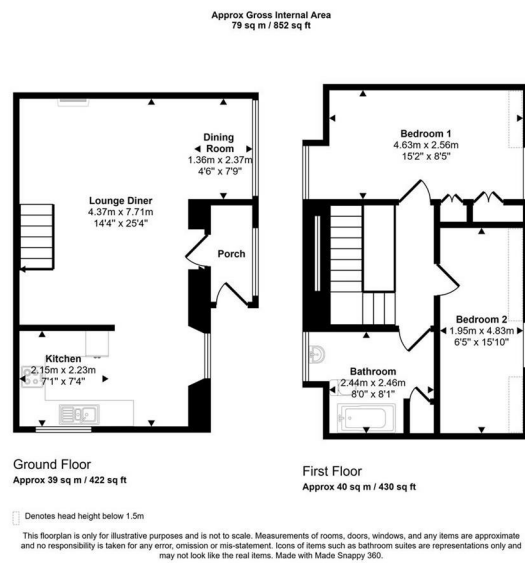 Approx Gross Internal Area
79 sq m / 852 sq ft
Dining
Room
1.36m x 2.37m
4'6" x 7'9"
Lounge Diner
4.37m x 7.71m
14'4" x 25'4"
Porch
Kitchen
2.15m x 2.23m
7'1" x 7'4"
Ground Floor
Approx 39 sq m / 422 sq ft
Bedroom 1
4.63m x 2.56m
15'2" x 8'5"
Bedroom 2
1.95m x 4.83m
6'5" x 15'10"
Bathroom
2.44m x 2.46m
8'0" x 8'1"
First Floor
Approx 40 sq m / 430 sq ft
Denotes head height below 1.5m
This floorplan is only for illustrative purposes and is not to scale. Measurements of rooms, doors, windows, and any items are approximate
and no responsibility is taken for any error, omission or mis-statement. Icons of items such as bathroom suites are representations only and
may not look like the real items. Made with Made Snappy 360.